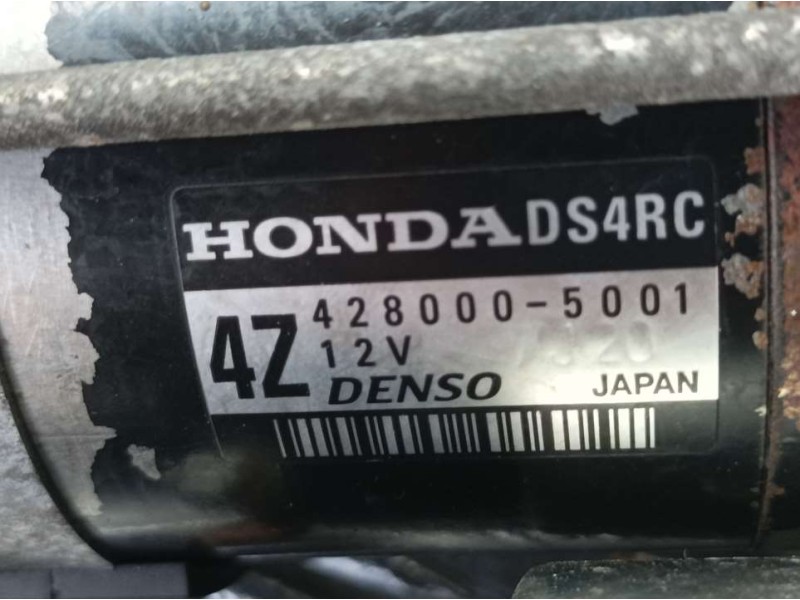 HONDA DS4RC
4Z 428000-5001
12V
DENSO JAPAN